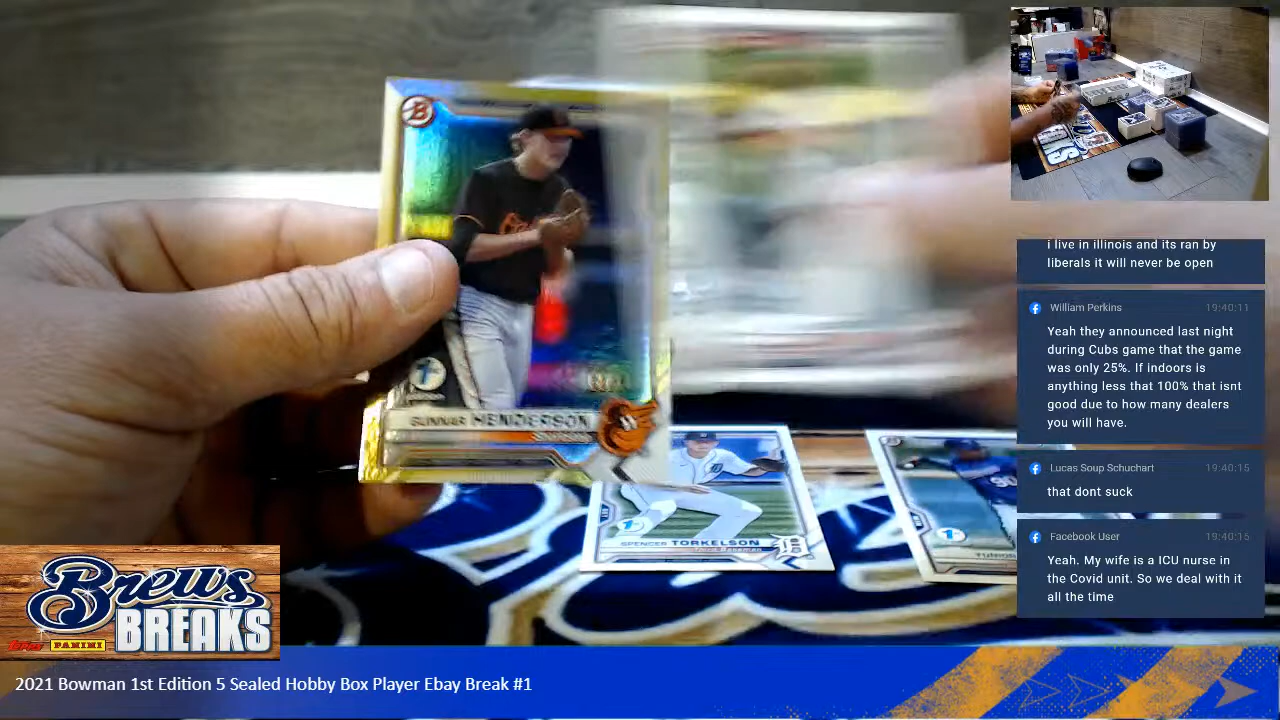 i live in illinois and its ran by
liberals it will never be open
William Perkins 19:40:11
Yeah they announced last night
during Cubs game that the game
was only 25%. If indoors is
anything less that 100% that isnt
good due to how many dealers
you will have.
Lucas Soup Schuchart 19:40:15
that dont suck
Facebook User 19:40:15
Yeah. My wife is a ICU nurse in
the Covid unit. So we deal with it
all the time
GUNNAR HENDERSON
SPENCER TORKELSON
Third Baseman
Brews
BREAKS
Topps PANINI
2021 Bowman 1st Edition 5 Sealed Hobby Box Player Ebay Break #1